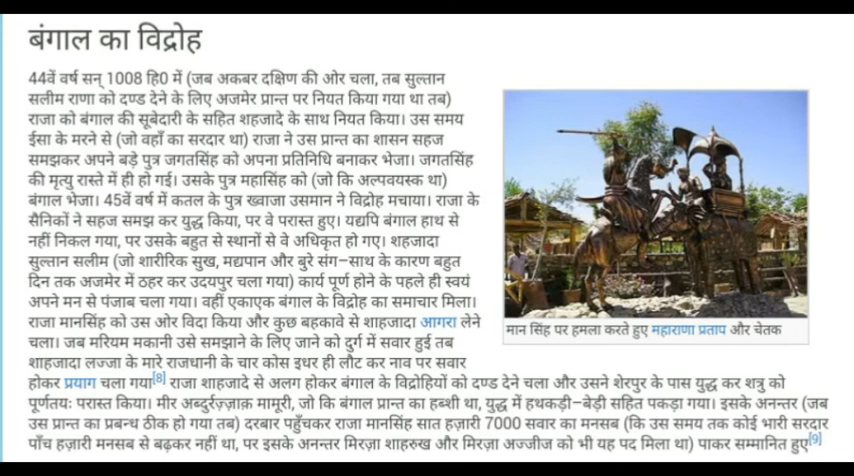 बंगाल का विद्रोह
44वें वर्ष सन् 1008 हि0 में (जब अकबर दक्षिण की ओर चला, तब सुल्तान
सलीम राणा को दण्ड देने के लिए अजमेर प्रान्त पर नियत किया गया था तब)
राजा को बंगाल की सूबेदारी के सहित शहजादे के साथ नियत किया। उस समय
ईसा के मरने से (जो वहाँ का सरदार था) राजा ने उस प्रान्त का शासन सहज
समझकर अपने बड़े पुत्र जगतसिंह को अपना प्रतिनिधि बनाकर भेजा। जगतसिंह
की मृत्यु रास्ते में ही हो गई। उसके पुत्र महासिंह को (जो कि अल्पवयस्क था)
बंगाल भेजा। 45वें वर्ष में कतल के पुत्र ख्वाजा उसमान ने विद्रोह मचाया। राजा के
सैनिकों ने सहज समझ कर युद्ध किया, पर वे परास्त हुए। यद्यपि बंगाल हाथ से
नहीं निकल गया, पर उसके बहुत से स्थानों से वे अधिकृत हो गए। शहजादा
सुल्तान सलीम (जो शारीरिक सुख, मद्यपान और बुरे संग–साथ के कारण बहुत
दिन तक अजमेर में ठहर कर उदयपुर चला गया) कार्य पूर्ण होने के पहले ही स्वयं
अपने मन से पंजाब चला गया। वहीं एकाएक बंगाल के विद्रोह का समाचार मिला।
राजा मानसिंह को उस ओर विदा किया और कुछ बहकावे से शाहजादा आगरा लेने
चला। जब मरियम मकानी उसे समझाने के लिए जाने को दुर्ग में सवार हुई तब
शाहजादा लज्जा के मारे राजधानी के चार कोस इधर ही लौट कर नाव पर सवार
होकर प्रयाग चला गया[8] राजा शाहजादे से अलग होकर बंगाल के विद्रोहियों को दण्ड देने चला और उसने शेरपुर के पास युद्ध कर शत्रु को
पूर्णतयः परास्त किया। मीर अब्दुर्रज़्ज़ाक़ मामूरी, जो कि बंगाल प्रान्त का हब्शी था, युद्ध में हथकड़ी–बेड़ी सहित पकड़ा गया। इसके अनन्तर (जब
उस प्रान्त का प्रबन्ध ठीक हो गया तब) दरबार पहुँचकर राजा मानसिंह सात हज़ारी 7000 सवार का मनसब (कि उस समय तक कोई भारी सरदार
पाँच हज़ारी मनसब से बढ़कर नहीं था, पर इसके अनन्तर मिरज़ा शाहरुख और मिरज़ा अज्जीज को भी यह पद मिला था) पाकर सम्मानित हुए[9]
मान सिंह पर हमला करते हुए महाराणा प्रताप और चेतक